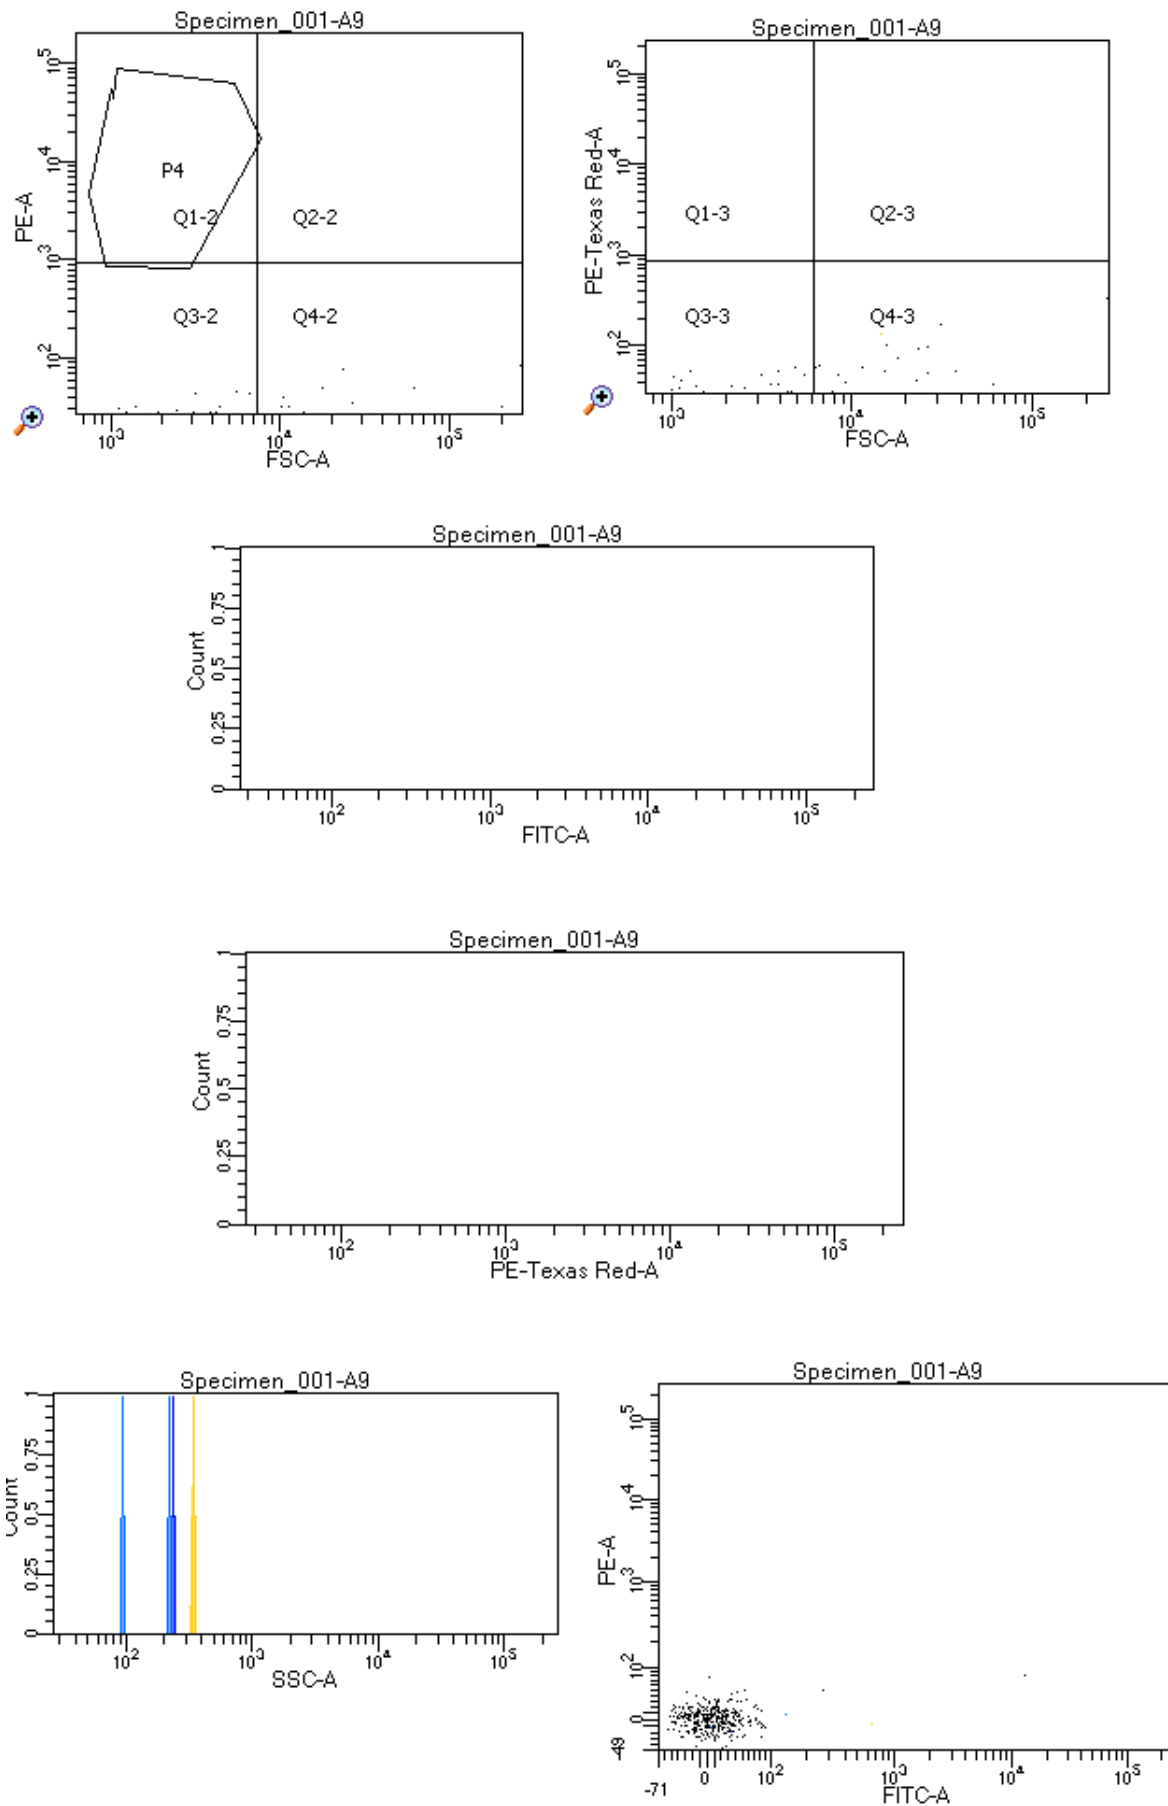 Specimen_001-A9
PE-A
10^5
10^4
10^3
10^2
P4
Q1-2
Q2-2
Q3-2
Q4-2
10^3
10^4
10^5
FSC-A
Specimen_001-A9
PE-Texas Red-A
10^5
10^4
10^3
10^2
Q1-3
Q2-3
Q3-3
Q4-3
10^3
10^4
10^5
FSC-A
Specimen_001-A9
Count
1
0.75
0.5
0.25
0
10^2
10^3
10^4
10^5
FITC-A
Specimen_001-A9
Count
1
0.75
0.5
0.25
0
10^2
10^3
10^4
10^5
PE-Texas Red-A
Specimen_001-A9
Count
1
0.75
0.5
0.25
0
10^2
10^3
10^4
10^5
SSC-A
Specimen_001-A9
PE-A
10^5
10^4
10^3
10^2
0
-49
-71
0
10^2
10^3
10^4
10^5
FITC-A